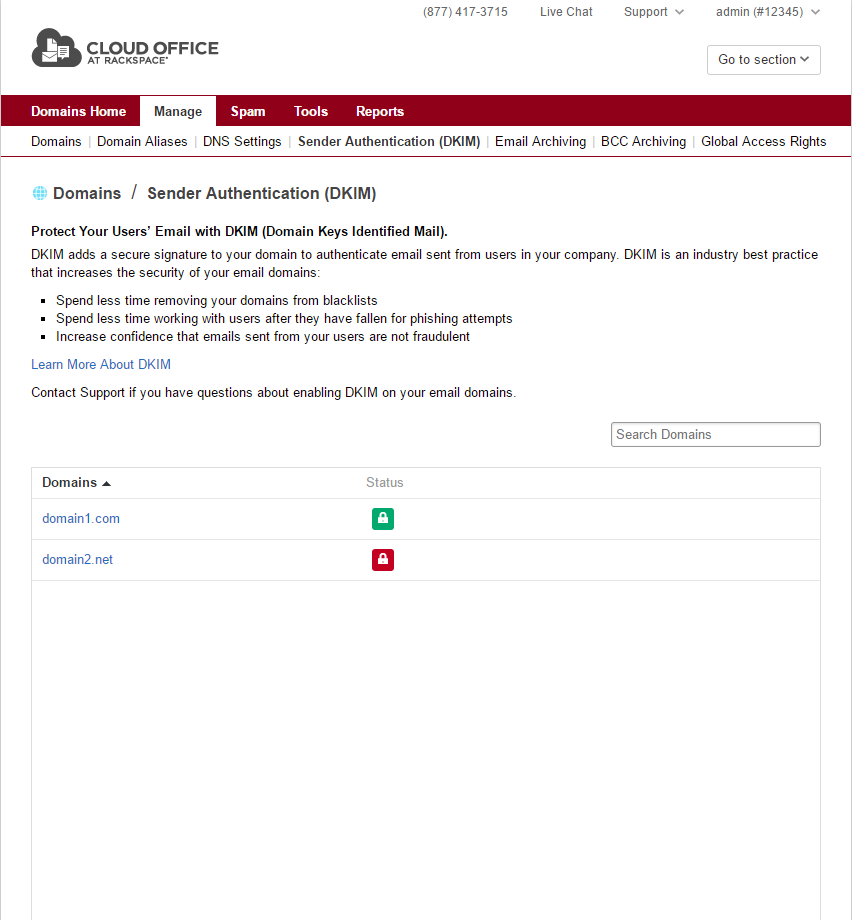 (877) 417-3715 Live Chat Support admin (#12345)
CLOUD OFFICE
AT RACKSPACE®
Go to section
Domains Home Manage Spam Tools Reports
Domains | Domain Aliases | DNS Settings | Sender Authentication (DKIM) | Email Archiving | BCC Archiving | Global Access Rights
Domains / Sender Authentication (DKIM)
Protect Your Users’ Email with DKIM (Domain Keys Identified Mail).
DKIM adds a secure signature to your domain to authenticate email sent from users in your company. DKIM is an industry best practice
that increases the security of your email domains:
Spend less time removing your domains from blacklists
Spend less time working with users after they have fallen for phishing attempts
Increase confidence that emails sent from your users are not fraudulent
Learn More About DKIM
Contact Support if you have questions about enabling DKIM on your email domains.
Search Domains
Domains Status
domain1.com
domain2.net